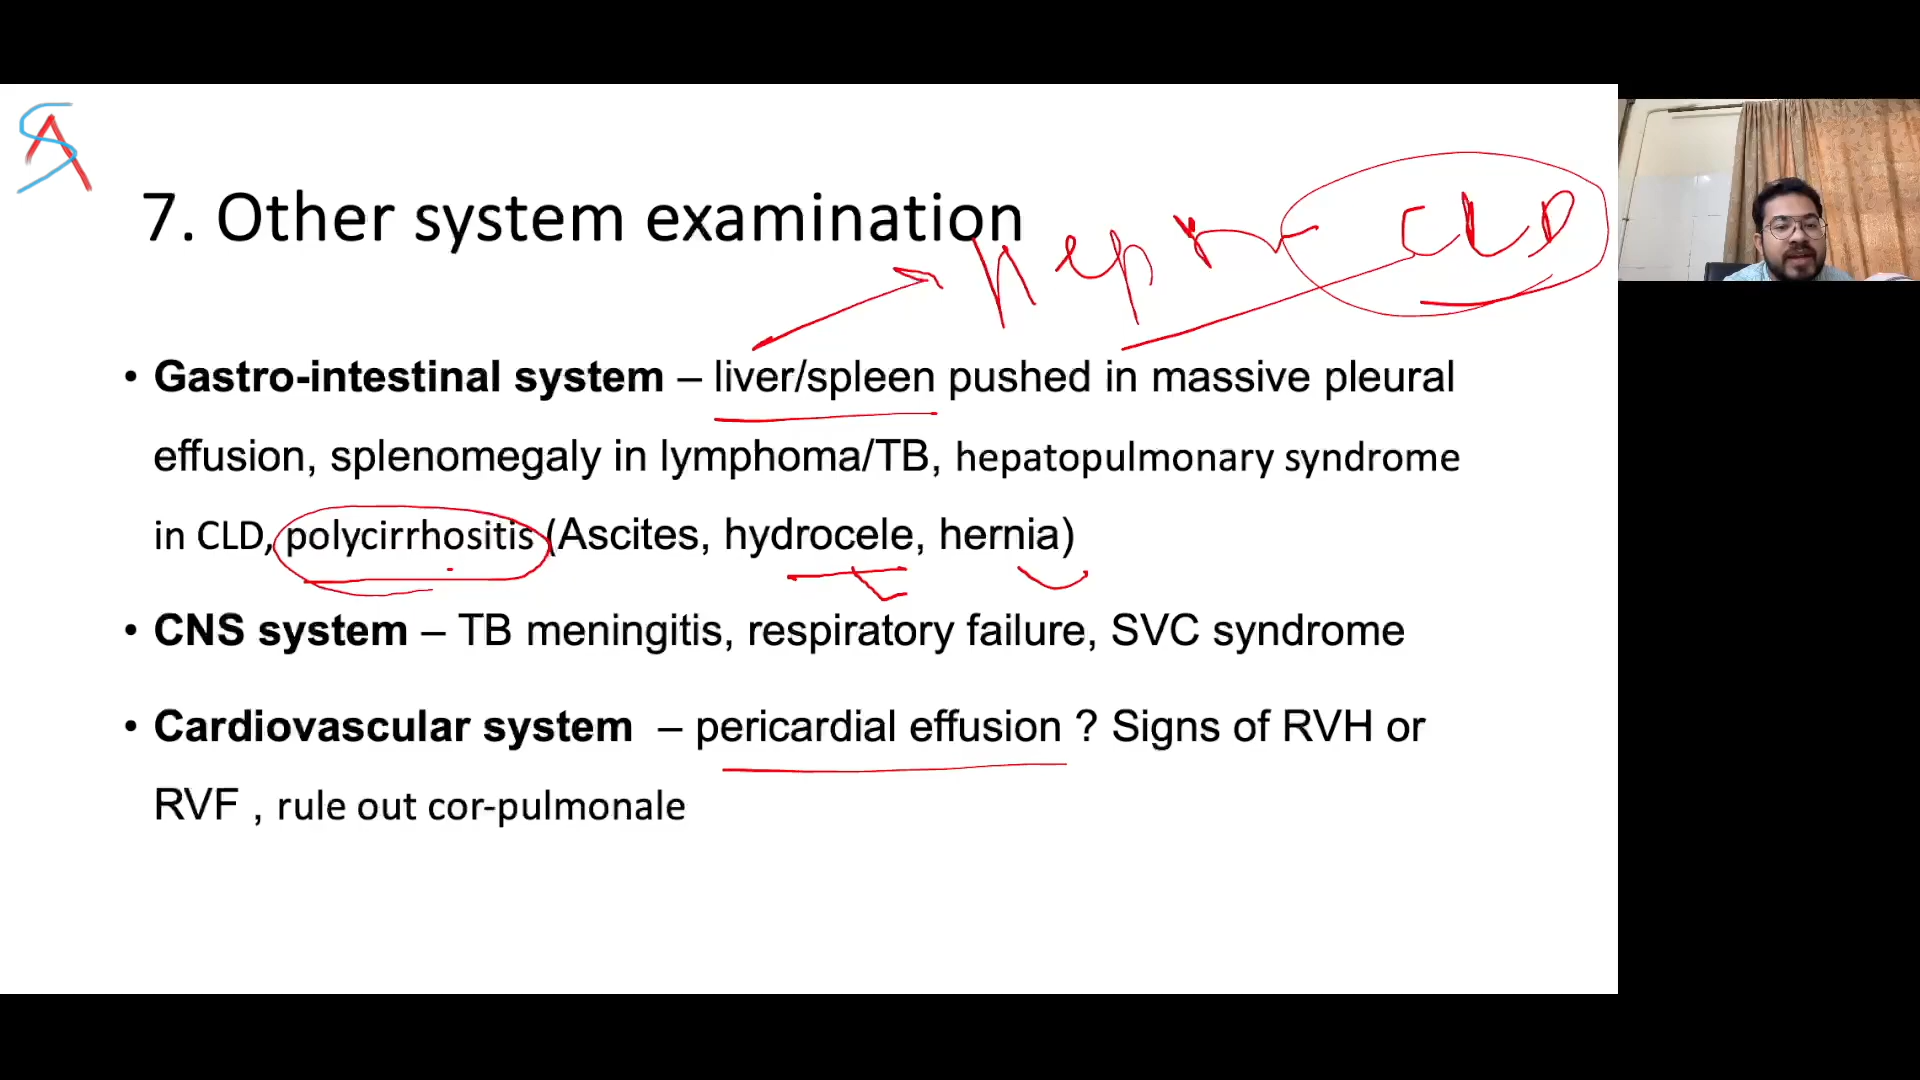 SA
7. Other system examination
CLD
• Gastro-intestinal system – liver/spleen pushed in massive pleural
effusion, splenomegaly in lymphoma/TB, hepatopulmonary syndrome
in CLD, polycirrhositis (Ascites, hydrocele, hernia)
• CNS system – TB meningitis, respiratory failure, SVC syndrome
• Cardiovascular system – pericardial effusion ? Signs of RVH or
RVF , rule out cor-pulmonale